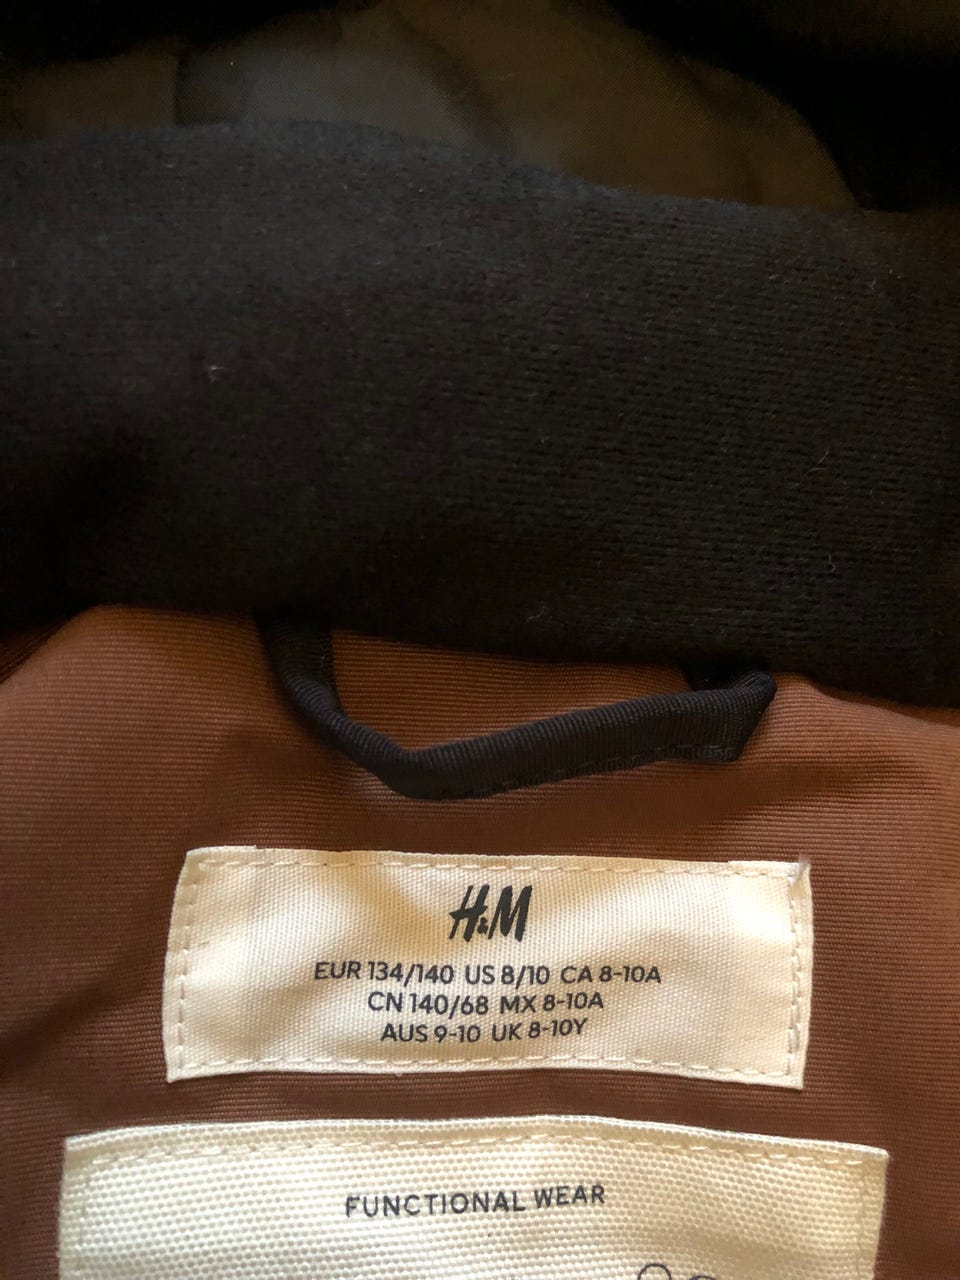 H&M
EUR 134/140 US 8/10 CA 8-10A
CN 140/68 MX 8-10A
AUS 9-10 UK 8-10Y
FUNCTIONAL WEAR